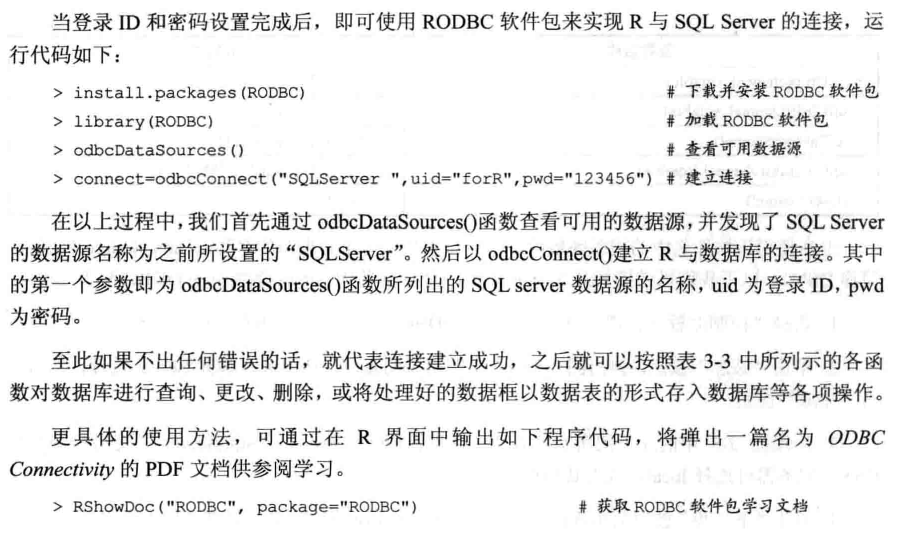 当登录 ID 和密码设置完成后，即可使用 RODBC 软件包来实现 R 与 SQL Server 的连接，运
行代码如下：
> install.packages(RODBC) # 下载并安装 RODBC 软件包
> library(RODBC) # 加载 RODBC 软件包
> odbcDataSources() # 查看可用数据源
> connect=odbcConnect("SQLServer ",uid="forR",pwd="123456") # 建立连接
在以上过程中，我们首先通过 odbcDataSources()函数查看可用的数据源，并发现了 SQL Server
的数据源名称为之前所设置的“SQLServer”。然后以 odbcConnect()建立 R 与数据库的连接。其中
的第一个参数即为 odbcDataSources()函数所列出的 SQL server 数据源的名称，uid 为登录 ID，pwd
为密码。
至此如果不出任何错误的话，就代表连接建立成功，之后就可以按照表 3-3 中所列示的各函
数对数据库进行查询、更改、删除，或将处理好的数据框以数据表的形式存入数据库等各项操作。
更具体的使用方法，可通过在 R 界面中输出如下程序代码，将弹出一篇名为 ODBC
Connectivity 的 PDF 文档供参阅学习。
> RShowDoc("RODBC", package="RODBC") # 获取 RODBC 软件包学习文档